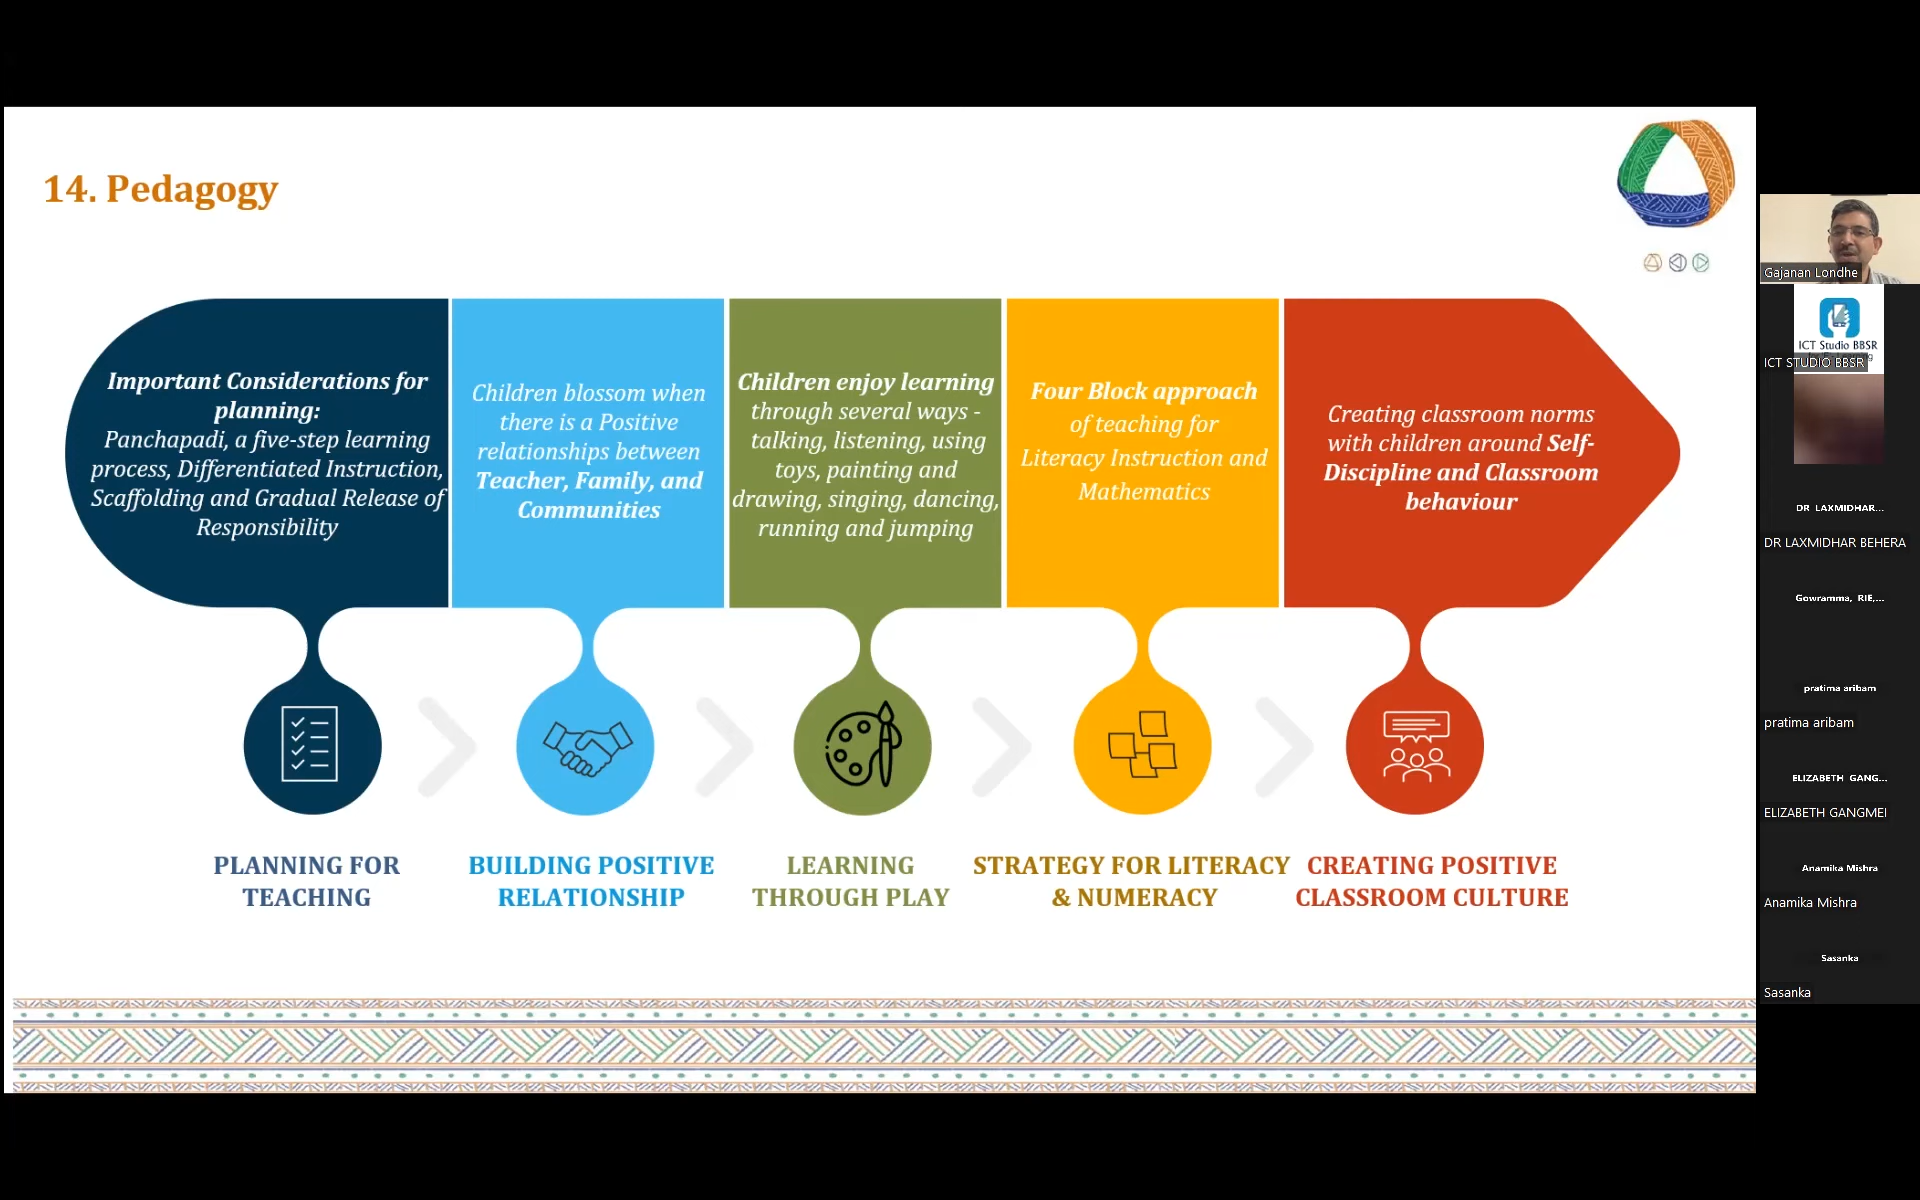 14. Pedagogy
Important Considerations for
planning:
Panchapadi, a five-step learning
process, Differentiated Instruction,
Scaffolding and Gradual Release of
Responsibility
Children blossom when
there is a Positive
relationships between
Teacher, Family, and
Communities
Children enjoy learning
through several ways -
talking, listening, using
toys, painting and
drawing, singing, dancing,
running and jumping
Four Block approach
of teaching for
Literacy Instruction and
Mathematics
Creating classroom norms
with children around Self-
Discipline and Classroom
behaviour
PLANNING FOR
TEACHING
BUILDING POSITIVE
RELATIONSHIP
LEARNING
THROUGH PLAY
STRATEGY FOR LITERACY
& NUMERACY
CREATING POSITIVE
CLASSROOM CULTURE
Gajanan Londhe
ICT Studio BBSR
ICT STUDIO BBSR
DR LAXMIDHAR...
DR LAXMIDHAR BEHERA
Gowramma, RIE,...
pratima aribam
pratima aribam
ELIZABETH GANG...
ELIZABETH GANGMEI
Anamika Mishra
Anamika Mishra
Sasanka
Sasanka